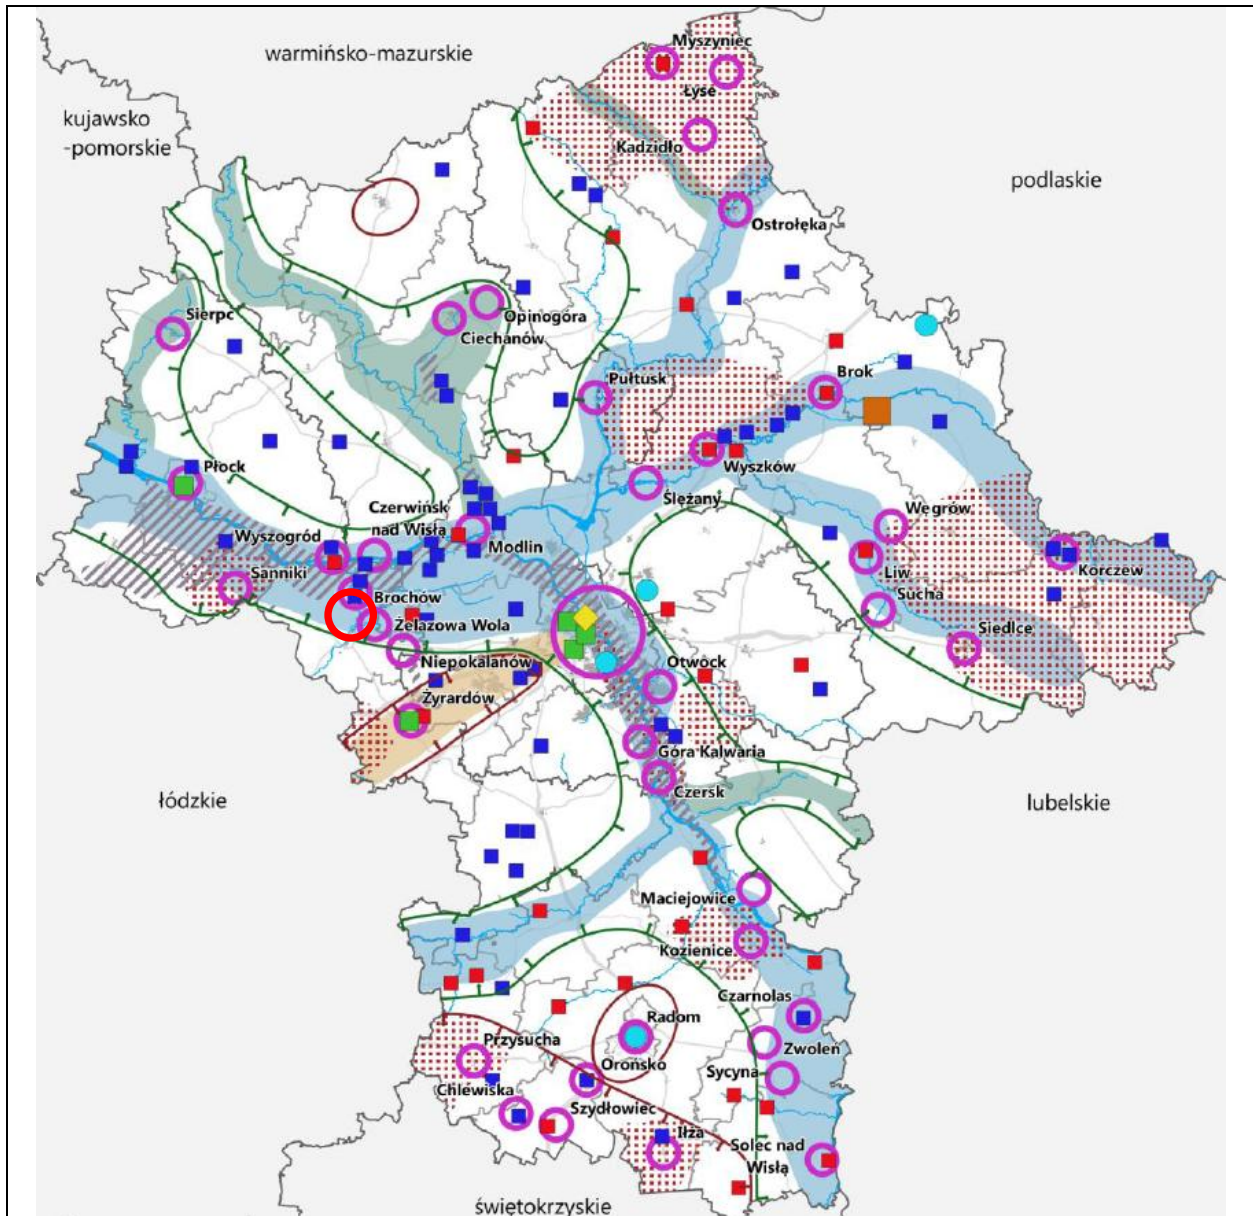 warmińsko-mazurskie
kujawsko
-pomorskie
podlaskie
Myszyniec
Łyse
Kadzidło
Ostrołęka
Sierpc
Opinogóra
Ciechanów
Pułtusk
Brok
Płock
Wyszków
Ślężany
Czerwińsk
nad Wisłą
Węgrów
Wyszogród
Modlin
Sanniki
Liw
Korczew
Brochów
Sucha
Żelazowa Wola
Siedlce
Niepokalanów
Otwock
Żyrardów
Góra Kalwaria
Czersk
łódzkie
lubelskie
Maciejowice
Kozienice
Czarnolas
Radom
Przysucha
Zwoleń
Orońsko
Sycyna
Chlewiska
Szydłowiec
Iłża
Solec nad
Wisłą
świętokrzyskie